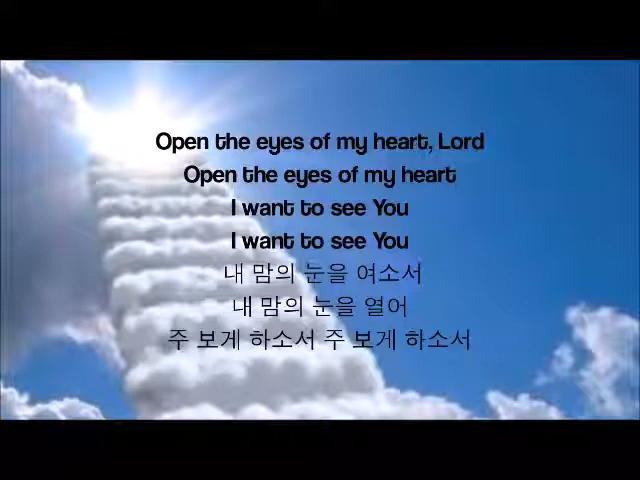 Open the eyes of my heart, Lord
Open the eyes of my heart
I want to see You
I want to see You
내 맘의 눈을 여소서
내 맘의 눈을 열어
주 보게 하소서 주 보게 하소서